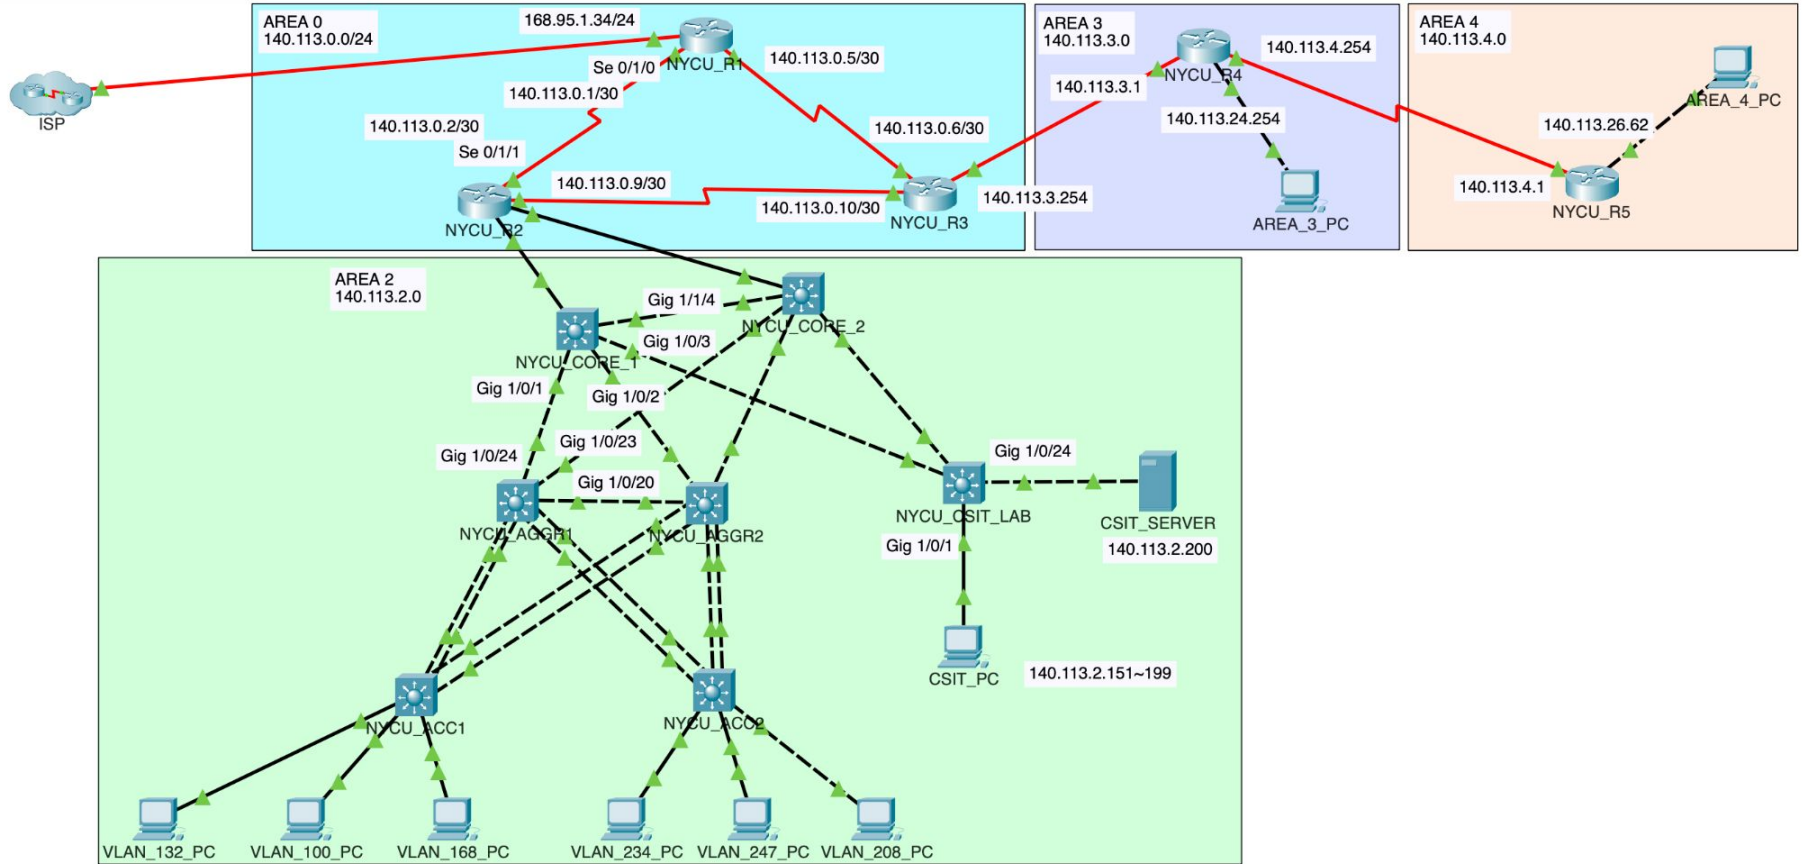 AREA 0
140.113.0.0/24
168.95.1.34/24
NYCU_R1
140.113.0.5/30
Se 0/1/0
140.113.0.1/30
140.113.0.2/30
Se 0/1/1
140.113.0.6/30
140.113.0.9/30
140.113.0.10/30
NYCU_R2
NYCU_R3
140.113.3.254
ISP
AREA 3
140.113.3.0
NYCU_R4
140.113.4.254
140.113.3.1
140.113.24.254
AREA_3_PC
AREA 4
140.113.4.0
AREA_4_PC
140.113.26.62
140.113.4.1
NYCU_R5
AREA 2
140.113.2.0
Gig 1/1/4
NYCU_CORE_2
Gig 1/0/3
NYCU_CORE_1
Gig 1/0/1
Gig 1/0/2
Gig 1/0/23
Gig 1/0/24
Gig 1/0/20
NYCU_AGGR1
NYCU_AGGR2
Gig 1/0/24
NYCU_CSIT_LAB
CSIT_SERVER
140.113.2.200
Gig 1/0/1
CSIT_PC
140.113.2.151~199
NYCU_ACC1
NYCU_ACC2
VLAN_132_PC
VLAN_100_PC
VLAN_168_PC
VLAN_234_PC
VLAN_247_PC
VLAN_208_PC